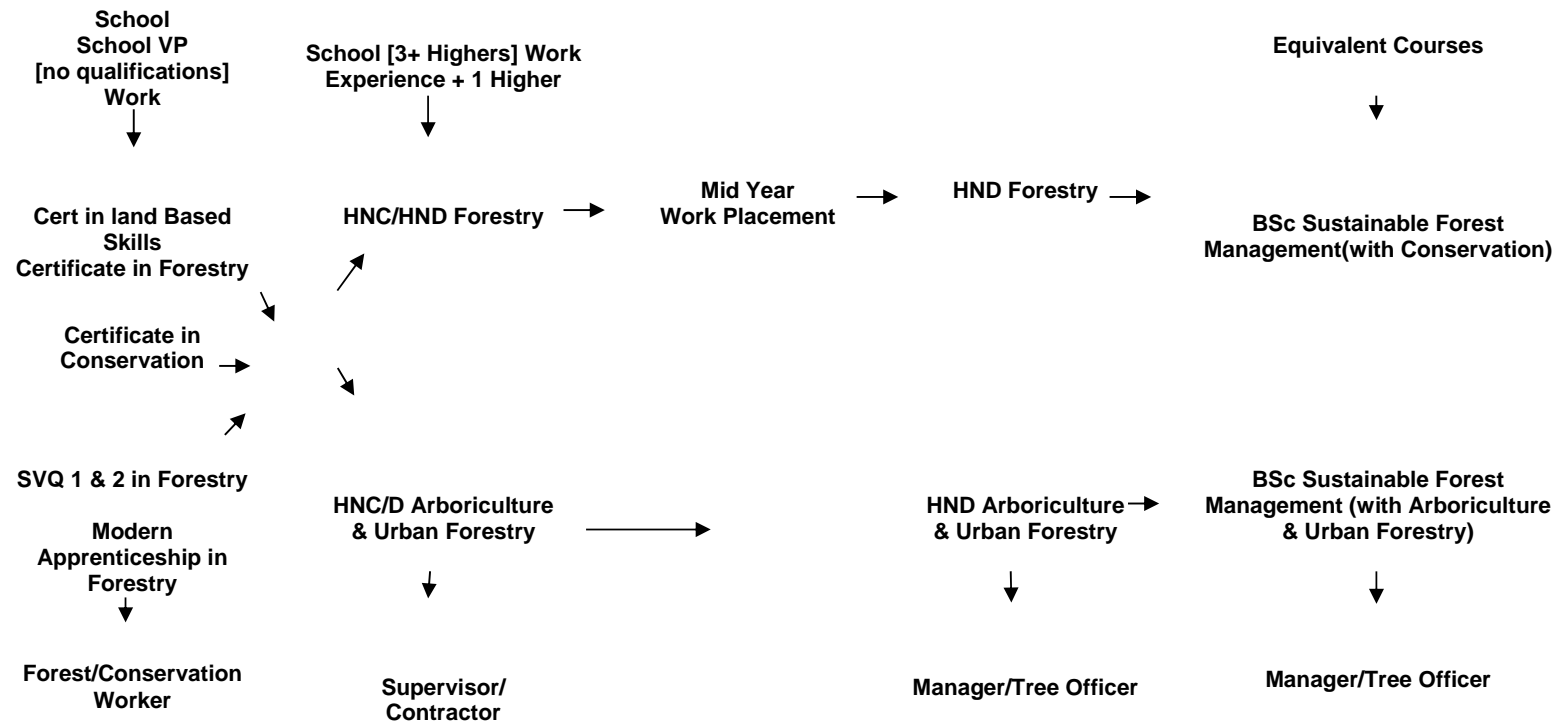 School
School VP
[no qualifications]
Work
School [3+ Highers] Work
Experience + 1 Higher
Equivalent Courses
Cert in land Based
Skills
Certificate in Forestry
HNC/HND Forestry
Mid Year
Work Placement
HND Forestry
BSc Sustainable Forest
Management(with Conservation)
Certificate in
Conservation
SVQ 1 & 2 in Forestry
Modern
Apprenticeship in
Forestry
HNC/D Arboriculture
& Urban Forestry
HND Arboriculture
& Urban Forestry
BSc Sustainable Forest
Management (with Arboriculture
& Urban Forestry)
Forest/Conservation
Worker
Supervisor/
Contractor
Manager/Tree Officer
Manager/Tree Officer